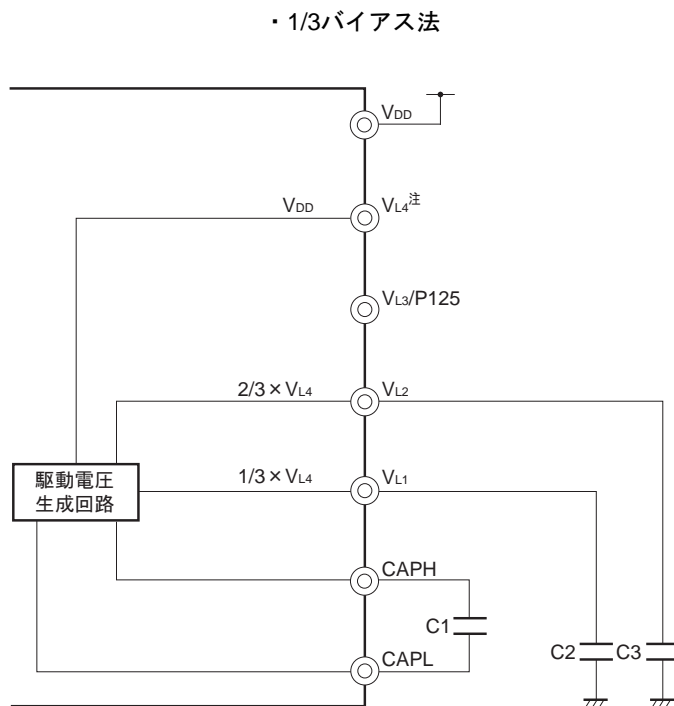 ・1/3バイアス法
VDD
VDD
VL4注
VL3/P125
2/3×VL4
VL2
駆動電圧
生成回路
1/3×VL4
VL1
CAPH
C1
C2
C3
CAPL